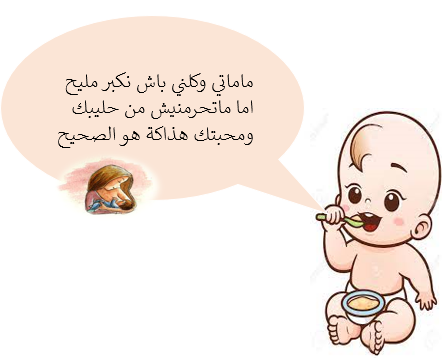 ماماتي وكلني باش نكبر مليح
اما ماتحرمنيش من حليبك
ومحبتك هذاكة هو الصحيح